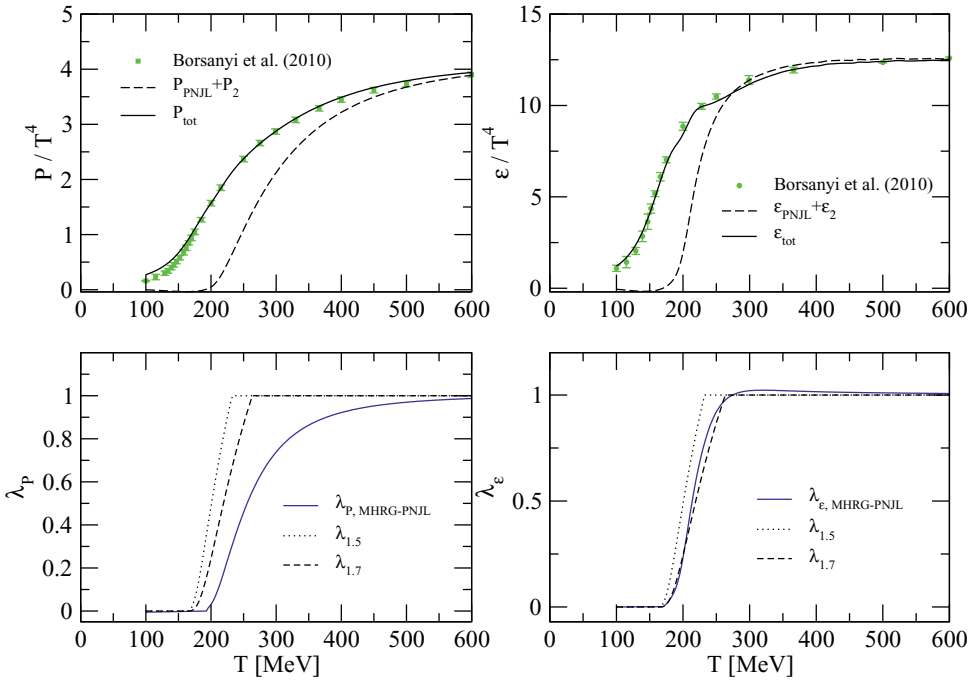 5
4
3
2
1
0
P / T^4
Borsanyi et al. (2010)
P_PNJL+P_2
P_tot
0 100 200 300 400 500 600
15
10
5
0
ε / T^4
Borsanyi et al. (2010)
ε_PNJL+ε_2
ε_tot
0 100 200 300 400 500 600
1
0.8
0.6
0.4
0.2
0
λ_P
λ_P, MHRG-PNJL
λ_1.5
λ_1.7
0 100 200 300 400 500 600
T [MeV]
1
0.5
0
λ_ε
λ_ε, MHRG-PNJL
λ_1.5
λ_1.7
0 100 200 300 400 500 600
T [MeV]